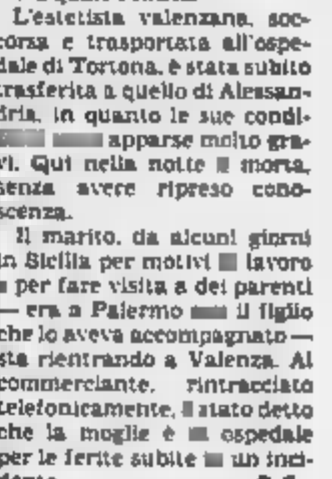 L'estetista valenzana, soc-
corsa e trasportata all'ospe-
dale di Tortona, è stata subito
trasferita a quello di Alessan-
dria, in quanto le sue condi-
apparse molto gra-
vi. Qui nella notte morta,
senza avere ripreso cono-
scenza.
Il marito, da alcuni giorni
in Sicilia per motivi lavoro
per fare visita a dei parenti
— era a Palermo il figlio
che lo aveva accompagnato —
sta rientrando a Valenza. Al
commerciante, rintracciato
telefonicamente, stato detto
che la moglie è ospedale
per le ferite subite un inci-